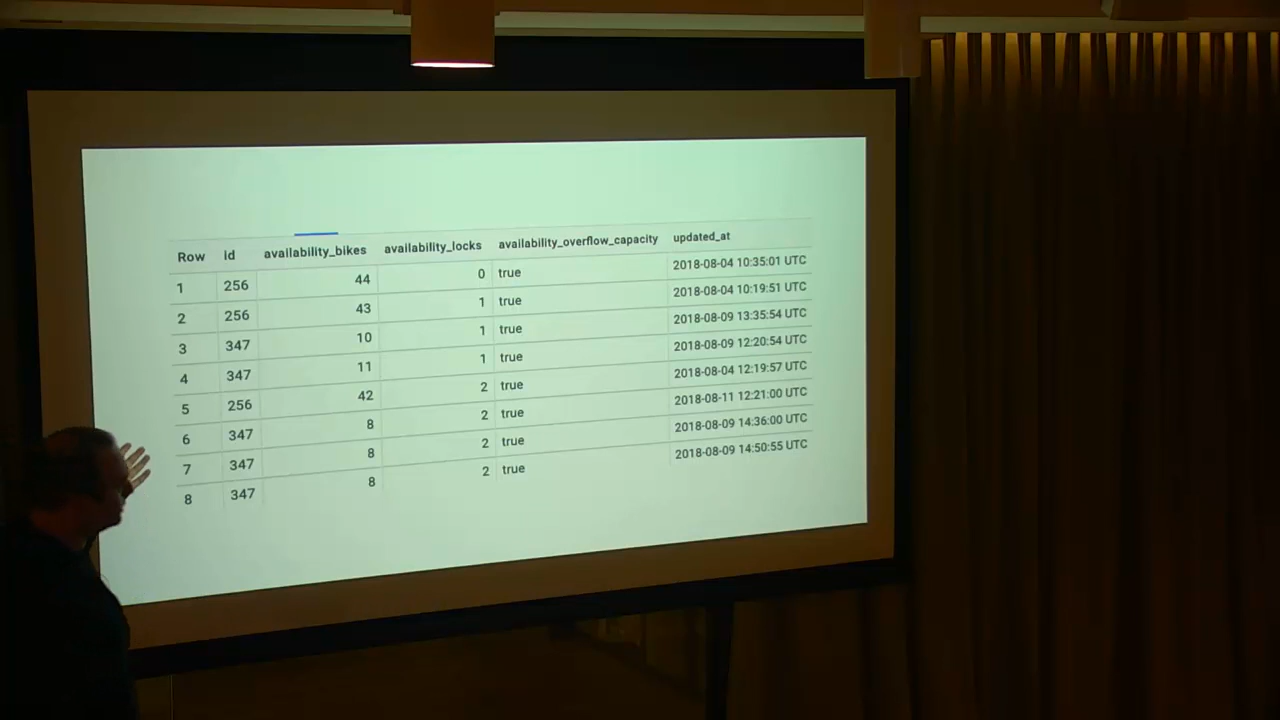 Row id availability_bikes availability_locks availability_overflow_capacity updated_at
1 256 44 0 true 2018-08-04 10:35:01 UTC
2 256 43 1 true 2018-08-04 10:19:51 UTC
3 347 10 1 true 2018-08-09 13:35:54 UTC
4 347 11 1 true 2018-08-09 12:20:54 UTC
5 256 42 2 true 2018-08-04 12:19:57 UTC
6 347 8 2 true 2018-08-11 12:21:00 UTC
7 347 8 2 true 2018-08-09 14:36:00 UTC
8 347 8 2 true 2018-08-09 14:50:55 UTC